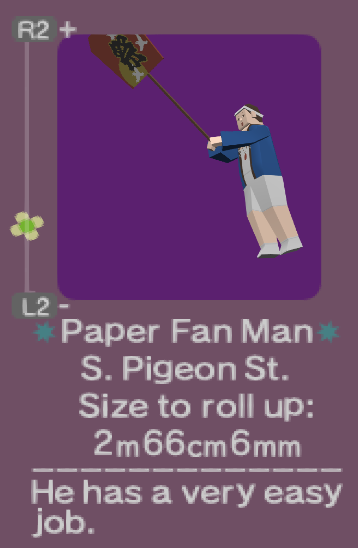 R2 +
L2 -
Paper Fan Man
S. Pigeon St.
Size to roll up:
2m66cm6mm
He has a very easy
job.